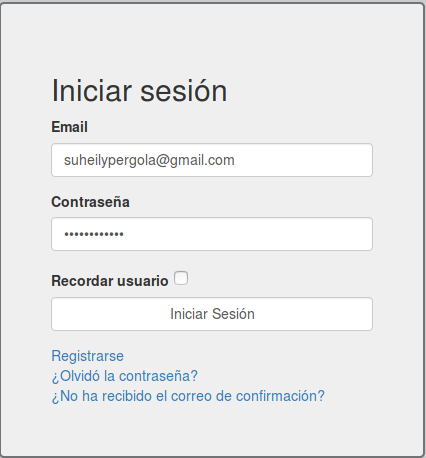 Iniciar sesión
Email
suheilypergola@gmail.com
Contraseña
••••••••••••
Recordar usuario
Iniciar Sesión
Registrarse
¿Olvidó la contraseña?
¿No ha recibido el correo de confirmación?